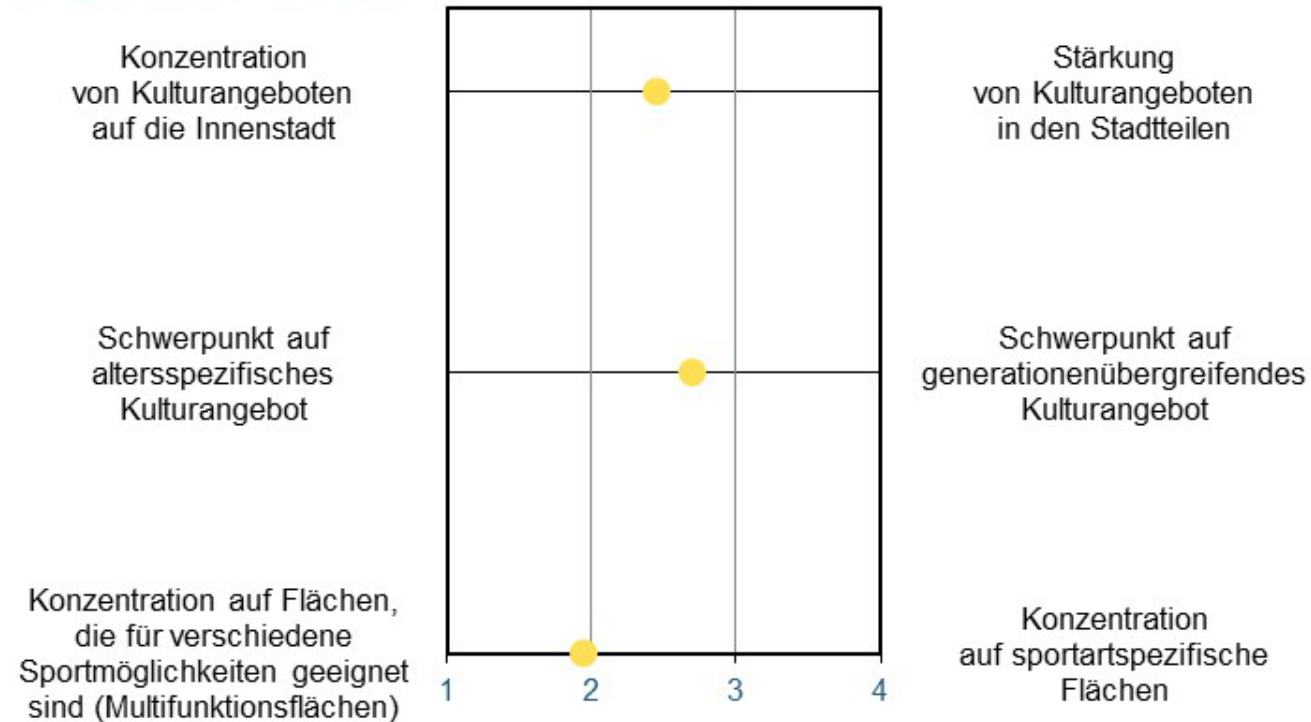 Konzentration
von Kulturangeboten
auf die Innenstadt
Stärkung
von Kulturangeboten
in den Stadtteilen
Schwerpunkt auf
altersspezifisches
Kulturangebot
Schwerpunkt auf
generationenübergreifendes
Kulturangebot
Konzentration auf Flächen,
die für verschiedene
Sportmöglichkeiten geeignet
sind (Multifunktionsflächen)
Konzentration
auf sportartspezifische
Flächen
1 2 3 4